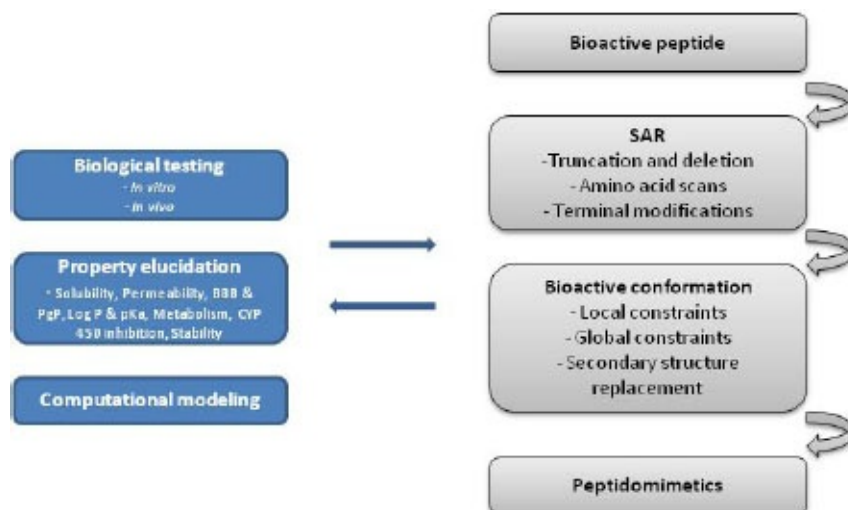 Biological testing
- In vitro
- In vivo
Property elucidation
- Solubility, Permeability, BBB &
PgP, Log P & pKa, Metabolism, CYP
450 inhibition, Stability
Computational modeling
Bioactive peptide
SAR
-Truncation and deletion
- Amino acid scans
- Terminal modifications
Bioactive conformation
- Local constraints
- Global constraints
- Secondary structure
replacement
Peptidomimetics